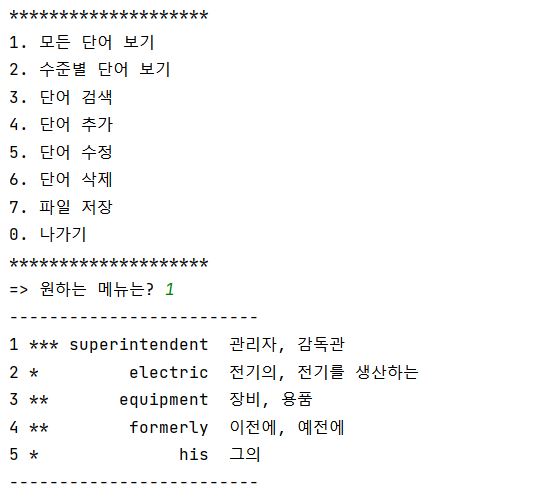 ********************
1. 모든 단어 보기
2. 수준별 단어 보기
3. 단어 검색
4. 단어 추가
5. 단어 수정
6. 단어 삭제
7. 파일 저장
0. 나가기
********************
=> 원하는 메뉴는? 1
-------------------------
1 *** superintendent  관리자, 감독관
2 *         electric  전기의, 전기를 생산하는
3 **       equipment  장비, 용품
4 **        formerly  이전에, 예전에
5 *              his  그의
-------------------------